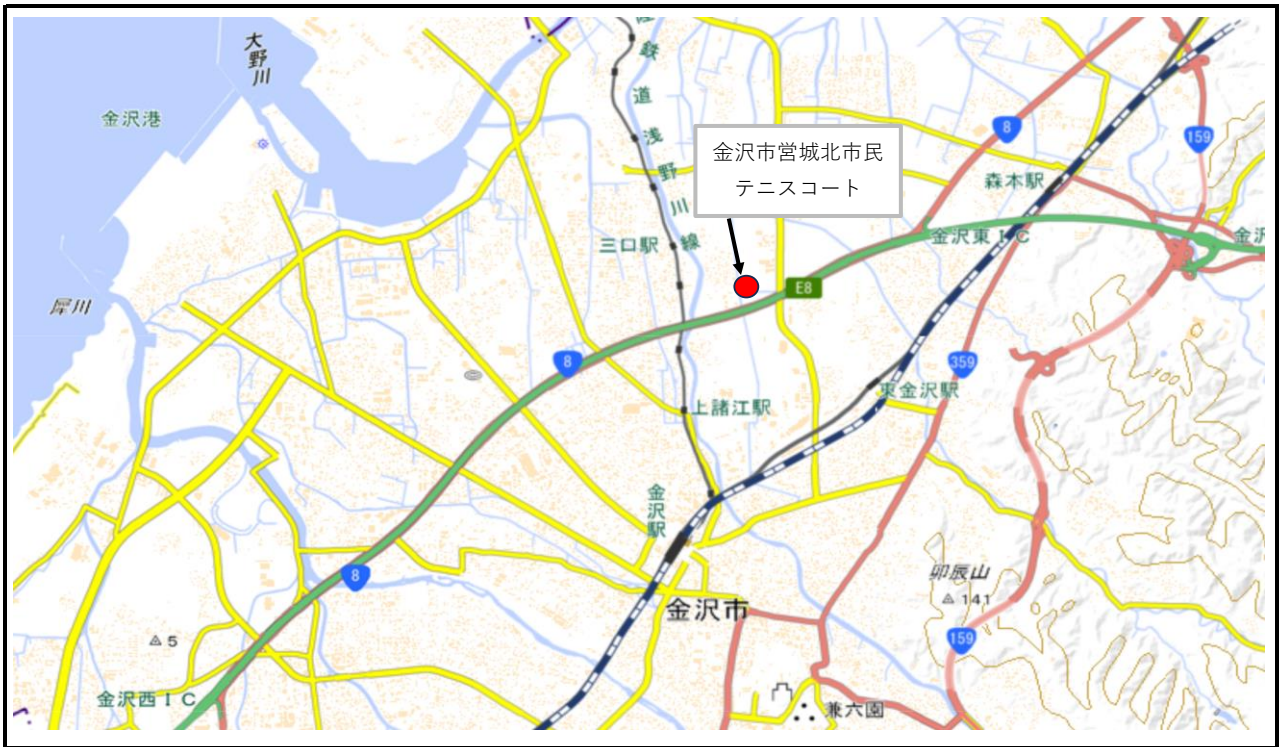 大野川
金沢港
鉄道浅野川線
8
159
金沢市営城北市民
テニスコート
森本駅
金沢東IC
金沢
三口駅
E8
犀川
8
359
東金沢駅
上諸江駅
金沢駅
8
卯辰山
141
金沢市
159
5
金沢西IC
兼六園